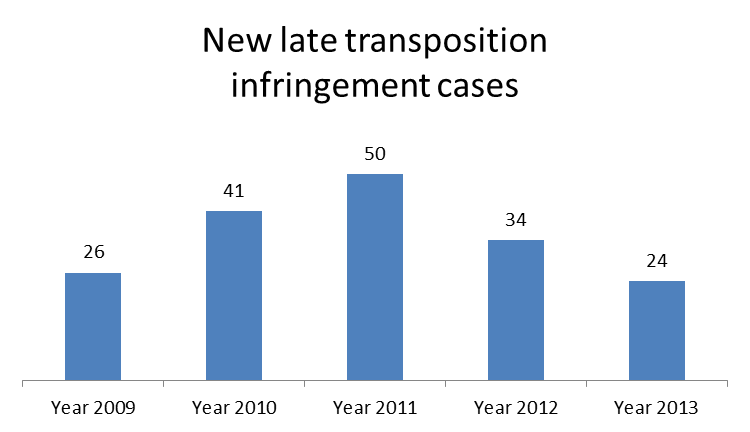 New late transposition
infringement cases
26
41
50
34
24
Year 2009
Year 2010
Year 2011
Year 2012
Year 2013